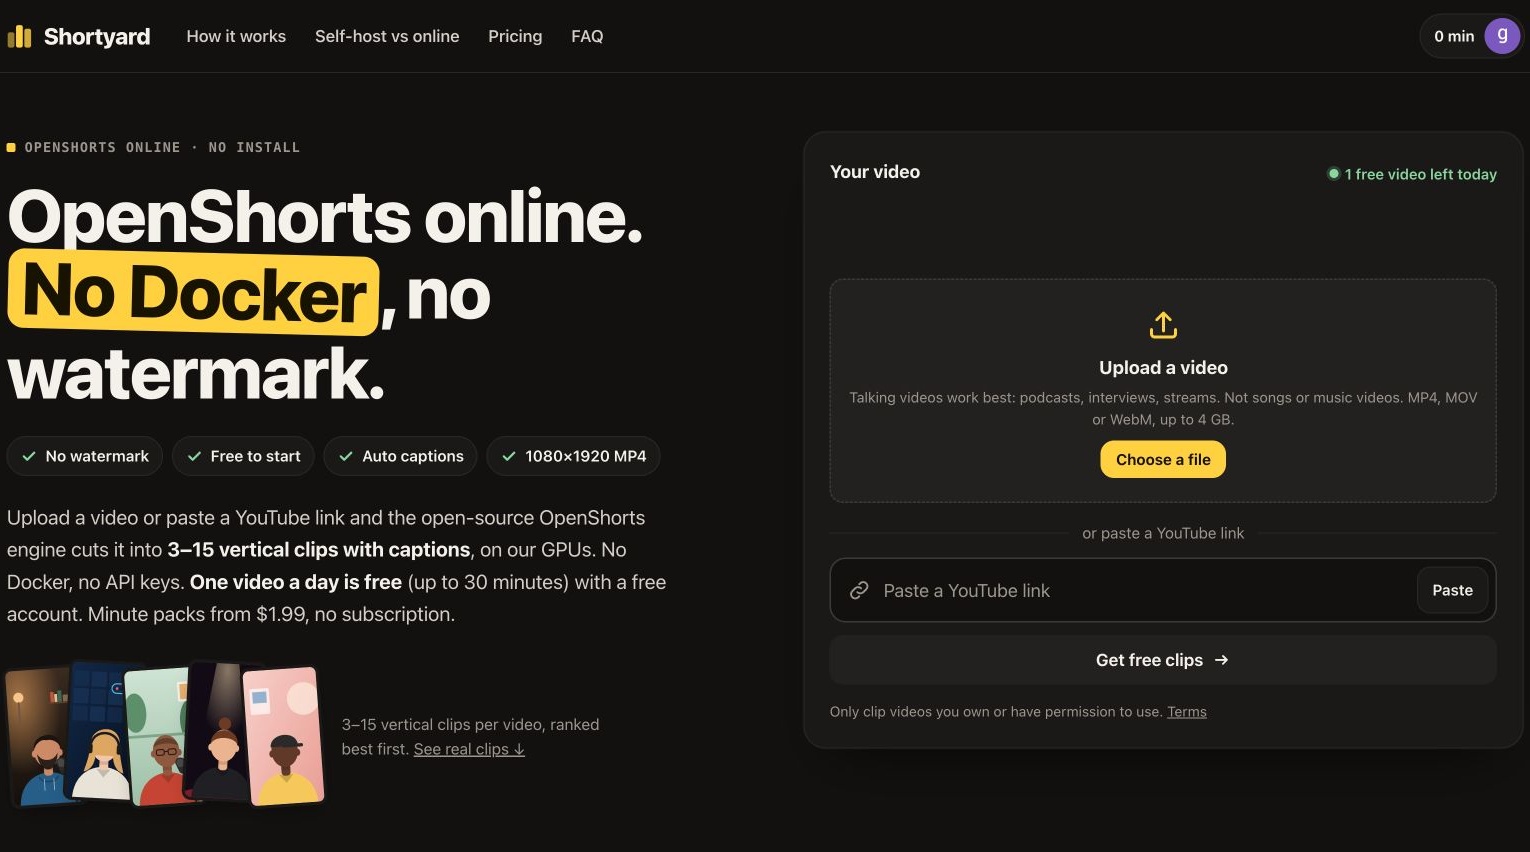 Shortyard
How it works
Self-host vs online
Pricing
FAQ
0 min
g
OPENSHORTS ONLINE · NO INSTALL
OpenShorts online.
No Docker, no
watermark.
No watermark
Free to start
Auto captions
1080×1920 MP4
Upload a video or paste a YouTube link and the open-source OpenShorts
engine cuts it into 3–15 vertical clips with captions, on our GPUs. No
Docker, no API keys. One video a day is free (up to 30 minutes) with a free
account. Minute packs from $1.99, no subscription.
3–15 vertical clips per video, ranked
best first. See real clips ↓
Your video
1 free video left today
Upload a video
Talking videos work best: podcasts, interviews, streams. Not songs or music videos. MP4, MOV
or WebM, up to 4 GB.
Choose a file
or paste a YouTube link
Paste a YouTube link
Paste
Get free clips →
Only clip videos you own or have permission to use. Terms